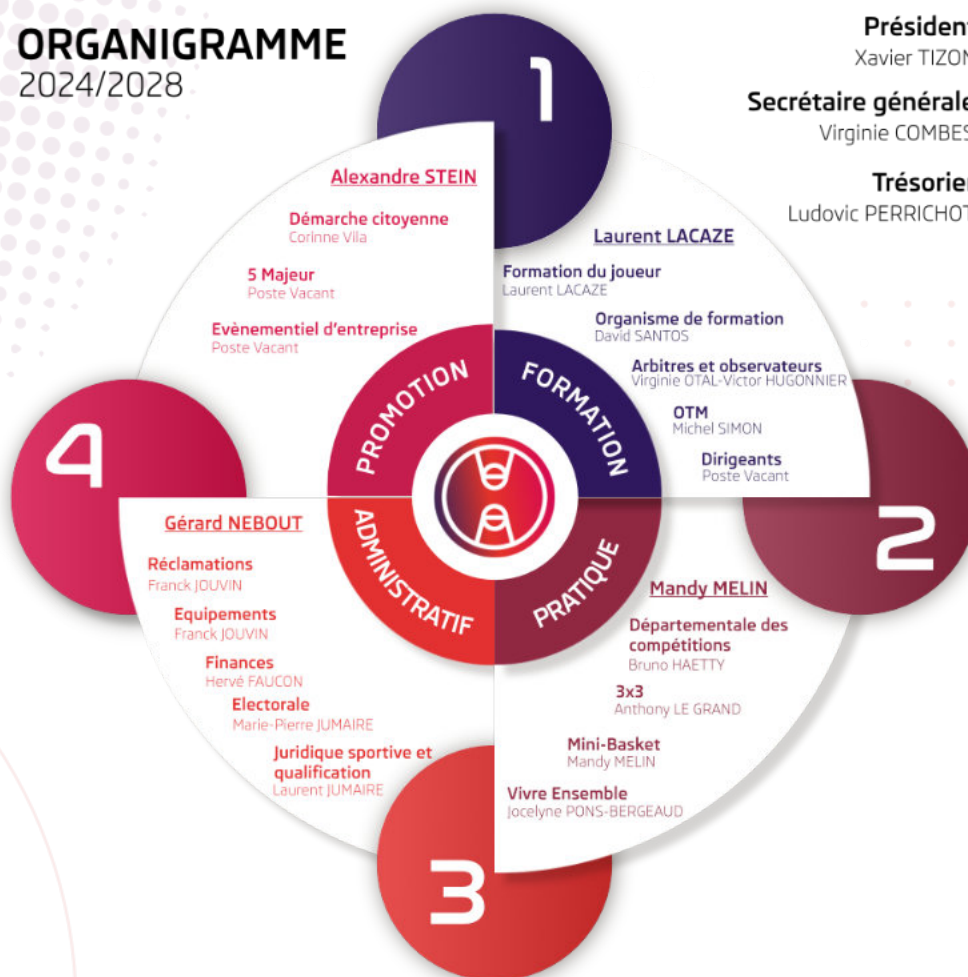 ORGANIGRAMME
2024/2028
Président
Xavier TIZON
Secrétaire générale
Virginie COMBES
Trésorier
Ludovic PERRICHOT
1
Alexandre STEIN
Démarche citoyenne
Corinne Vila
5 Majeur
Poste Vacant
Evènementiel d'entreprise
Poste Vacant
PROMOTION
Laurent LACAZE
Formation du joueur
Laurent LACAZE
Organisme de formation
David SANTOS
Arbitres et observateurs
Virginie OTAL-Victor HUGONNIER
OTM
Michel SIMON
Dirigeants
Poste Vacant
FORMATION
2
Mandy MELIN
Départementale des
compétitions
Bruno HAETTY
3x3
Anthony LE GRAND
Mini-Basket
Mandy MELIN
Vivre Ensemble
Jocelyne PONS-BERGEAUD
PRATIQUE
3
Gérard NEBOUT
Réclamations
Franck JOUVIN
Equipements
Franck JOUVIN
Finances
Hervé FAUCON
Electorale
Marie-Pierre JUMAIRE
Juridique sportive et
qualification
Laurent JUMAIRE
ADMINISTRATIF
4